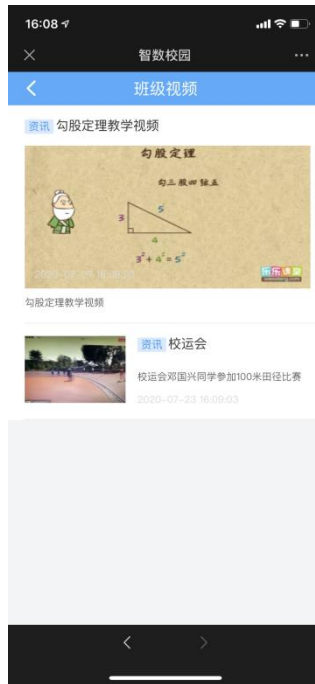 16:08
智数校园
班级视频
资讯 勾股定理教学视频
勾股定理
勾三股四弦五
3
5
4
3²+4²=5²
乐乐课堂
勾股定理教学视频
资讯 校运会
校运会邓国兴同学参加100米田径比赛
2020-07-23 16:09:03